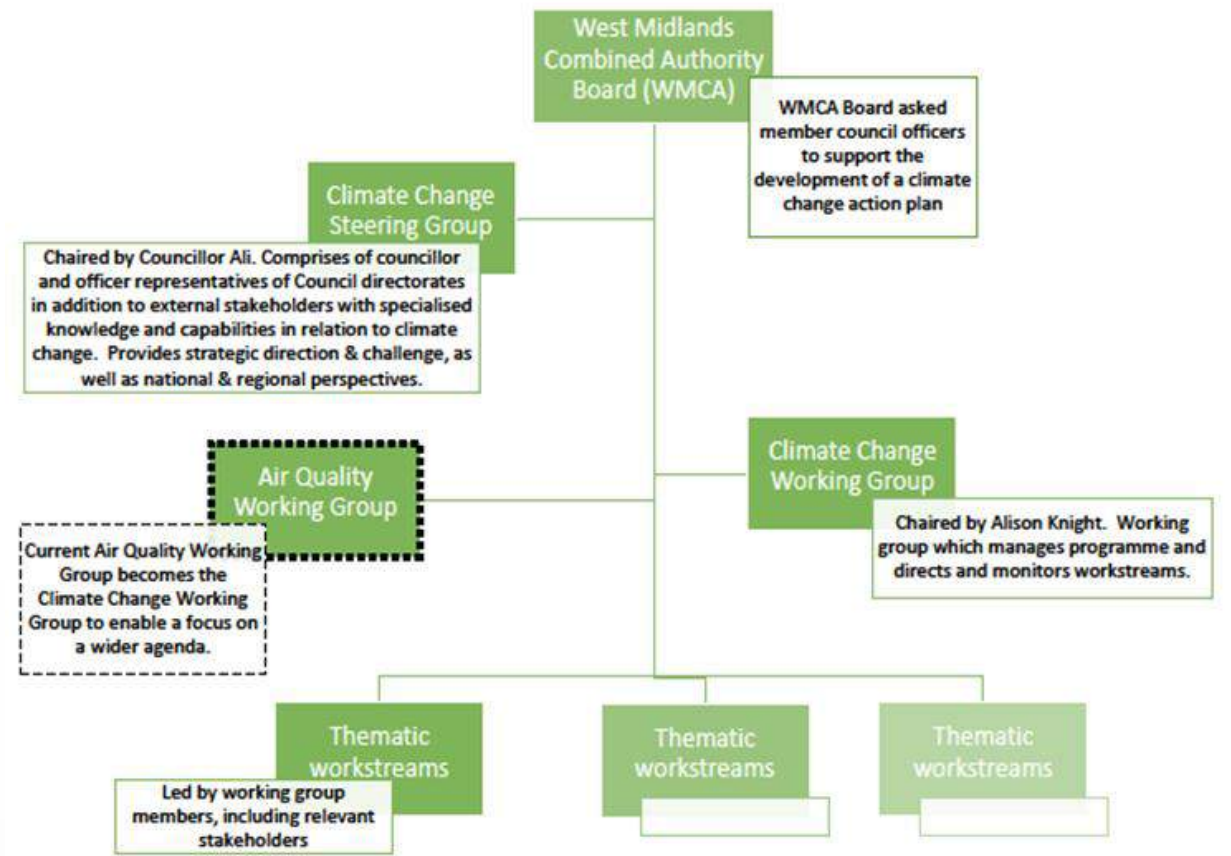 West Midlands
Combined Authority
Board (WMCA)
WMCA Board asked
member council officers
to support the
development of a climate
change action plan
Climate Change
Steering Group
Chaired by Councillor Ali. Comprises of councillor
and officer representatives of Council directorates
in addition to external stakeholders with specialised
knowledge and capabilities in relation to climate
change. Provides strategic direction & challenge, as
well as national & regional perspectives.
Air Quality
Working Group
Current Air Quality Working
Group becomes the
Climate Change Working
Group to enable a focus on
a wider agenda.
Climate Change
Working Group
Chaired by Alison Knight. Working
group which manages programme and
directs and monitors workstreams.
Thematic
workstreams
Led by working group
members, including relevant
stakeholders
Thematic
workstreams
Thematic
workstreams